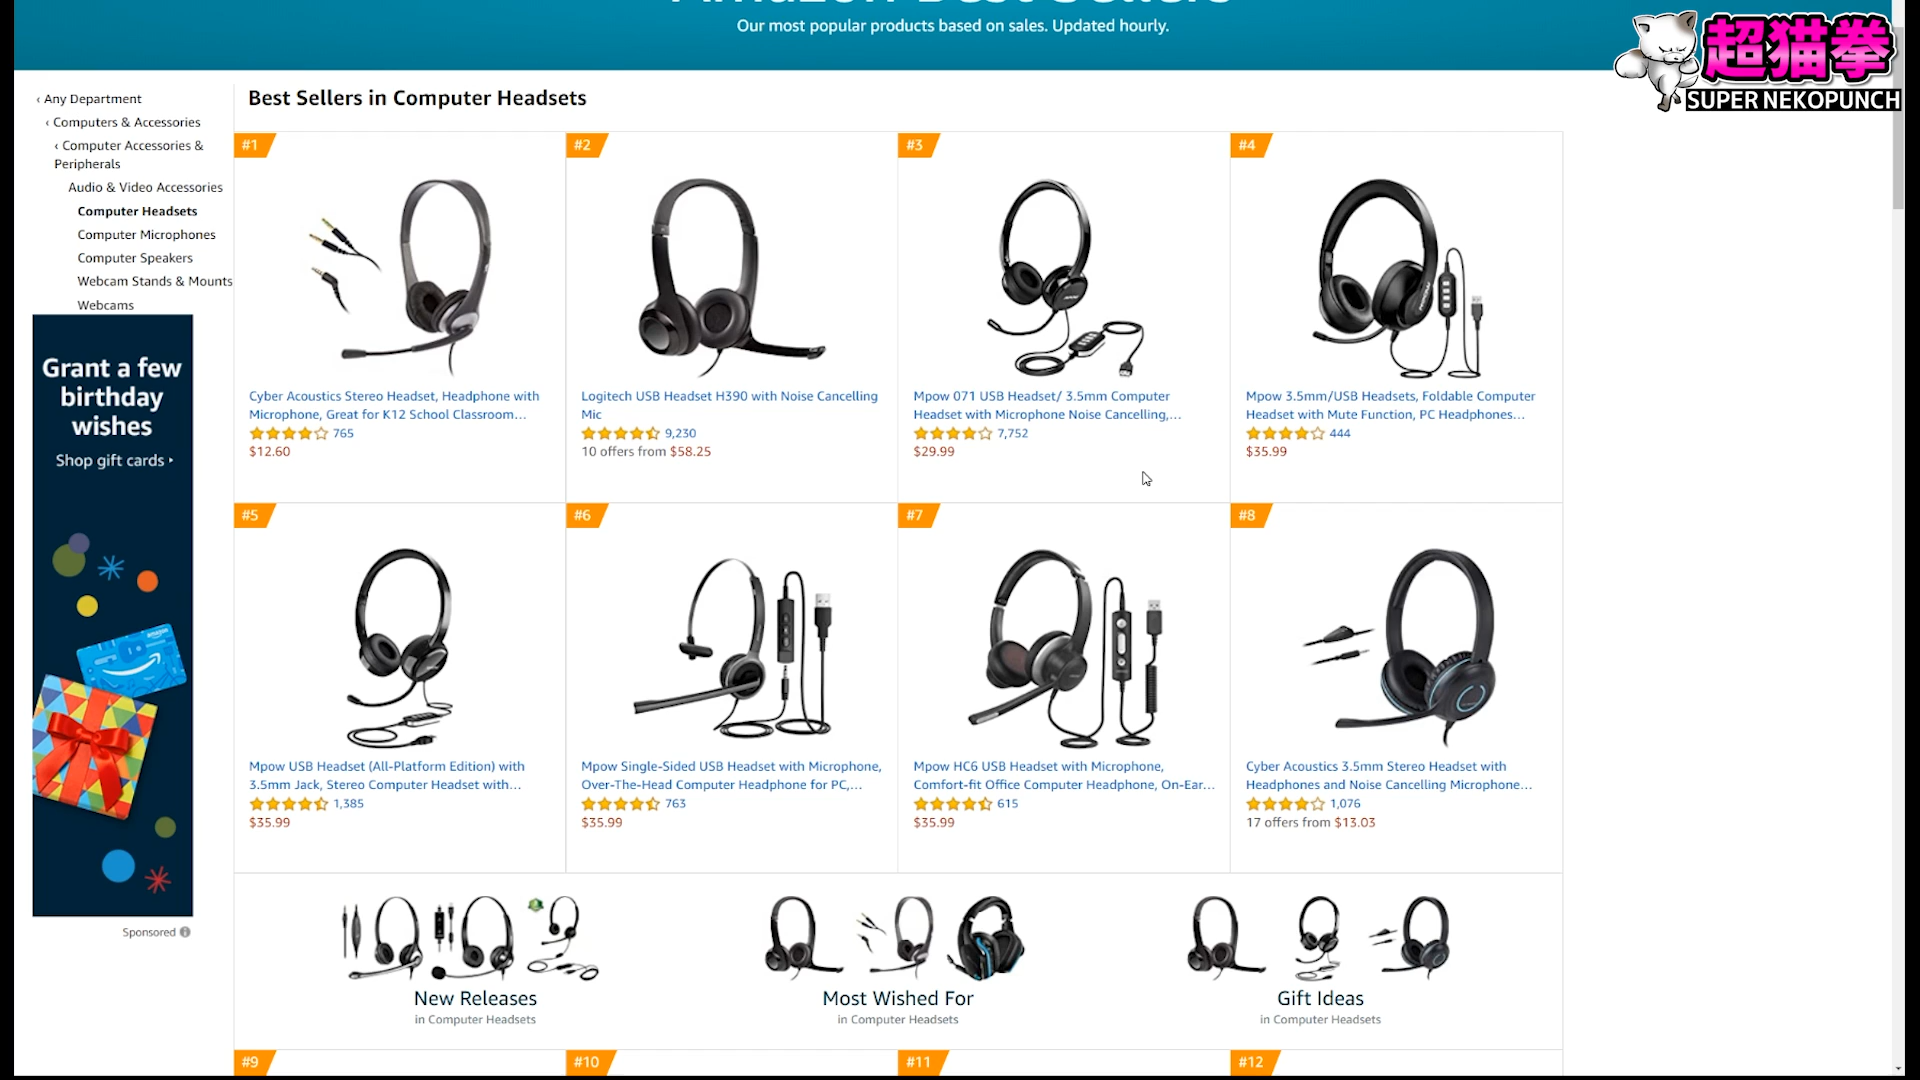 Amazon Best Sellers
Our most popular products based on sales. Updated hourly.
超猫拳
SUPER NEKOPUNCH
‹ Any Department
‹ Computers & Accessories
‹ Computer Accessories &
Peripherals
Audio & Video Accessories
Computer Headsets
Computer Microphones
Computer Speakers
Webcam Stands & Mounts
Webcams
Grant a few
birthday
wishes
Shop gift cards ›
amazon
Sponsored
Best Sellers in Computer Headsets
#1
Cyber Acoustics Stereo Headset, Headphone with
Microphone, Great for K12 School Classroom…
765
$12.60
#2
Logitech USB Headset H390 with Noise Cancelling
Mic
9,230
10 offers from $58.25
#3
Mpow 071 USB Headset/ 3.5mm Computer
Headset with Microphone Noise Cancelling,…
7,752
$29.99
#4
Mpow 3.5mm/USB Headsets, Foldable Computer
Headset with Mute Function, PC Headphones…
444
$35.99
#5
Mpow USB Headset (All-Platform Edition) with
3.5mm Jack, Stereo Computer Headset with…
1,385
$35.99
#6
Mpow Single-Sided USB Headset with Microphone,
Over-The-Head Computer Headphone for PC,…
763
$35.99
#7
Mpow HC6 USB Headset with Microphone,
Comfort-fit Office Computer Headphone, On-Ear…
615
$35.99
#8
Cyber Acoustics 3.5mm Stereo Headset with
Headphones and Noise Cancelling Microphone…
1,076
17 offers from $13.03
New Releases
in Computer Headsets
Most Wished For
in Computer Headsets
Gift Ideas
in Computer Headsets
#9
#10
#11
#12